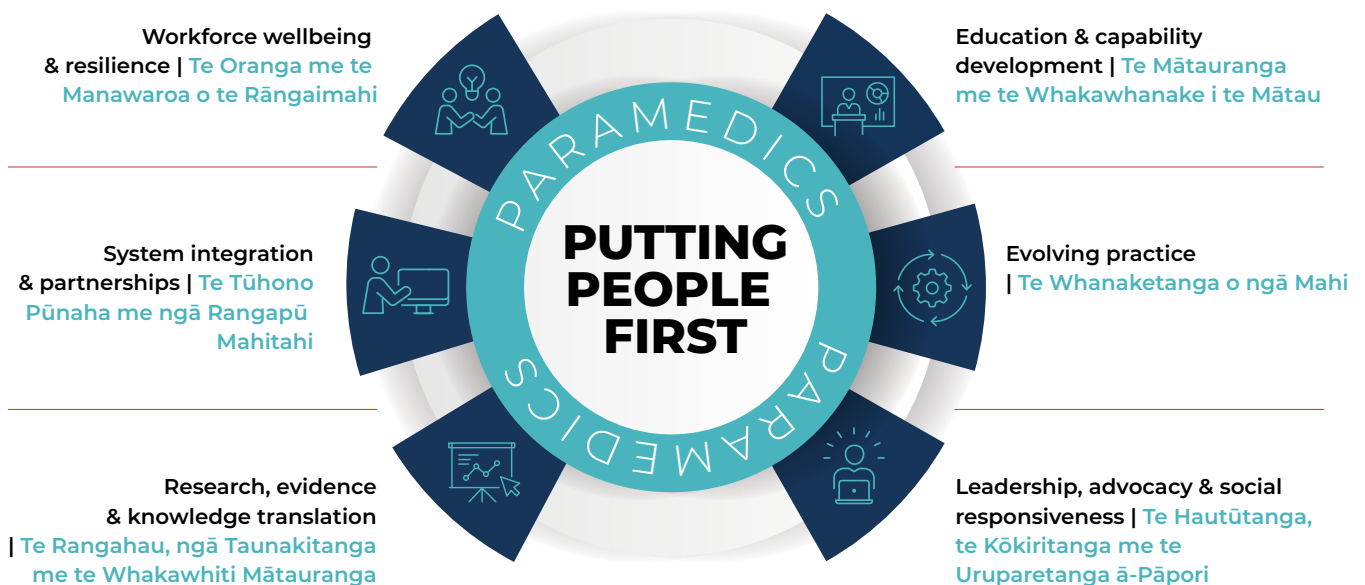 Workforce wellbeing
& resilience | Te Oranga me te
Manawaroa o te Rāngaimahi
Education & capability
development | Te Mātauranga
me te Whakawhanake i te Mātau
System integration
& partnerships | Te Tūhono
Pūnaha me ngā Rangapū
Mahitahi
PARAMEDICS
PUTTING
PEOPLE
FIRST
PARAMEDICS
Evolving practice
| Te Whanaketanga o ngā Mahi
Research, evidence
& knowledge translation
| Te Rangahau, ngā Taunakitanga
me te Whakawhiti Mātauranga
Leadership, advocacy & social
responsiveness | Te Hautūtanga,
te Kōkiritanga me te
Uruparetanga ā-Pāpori